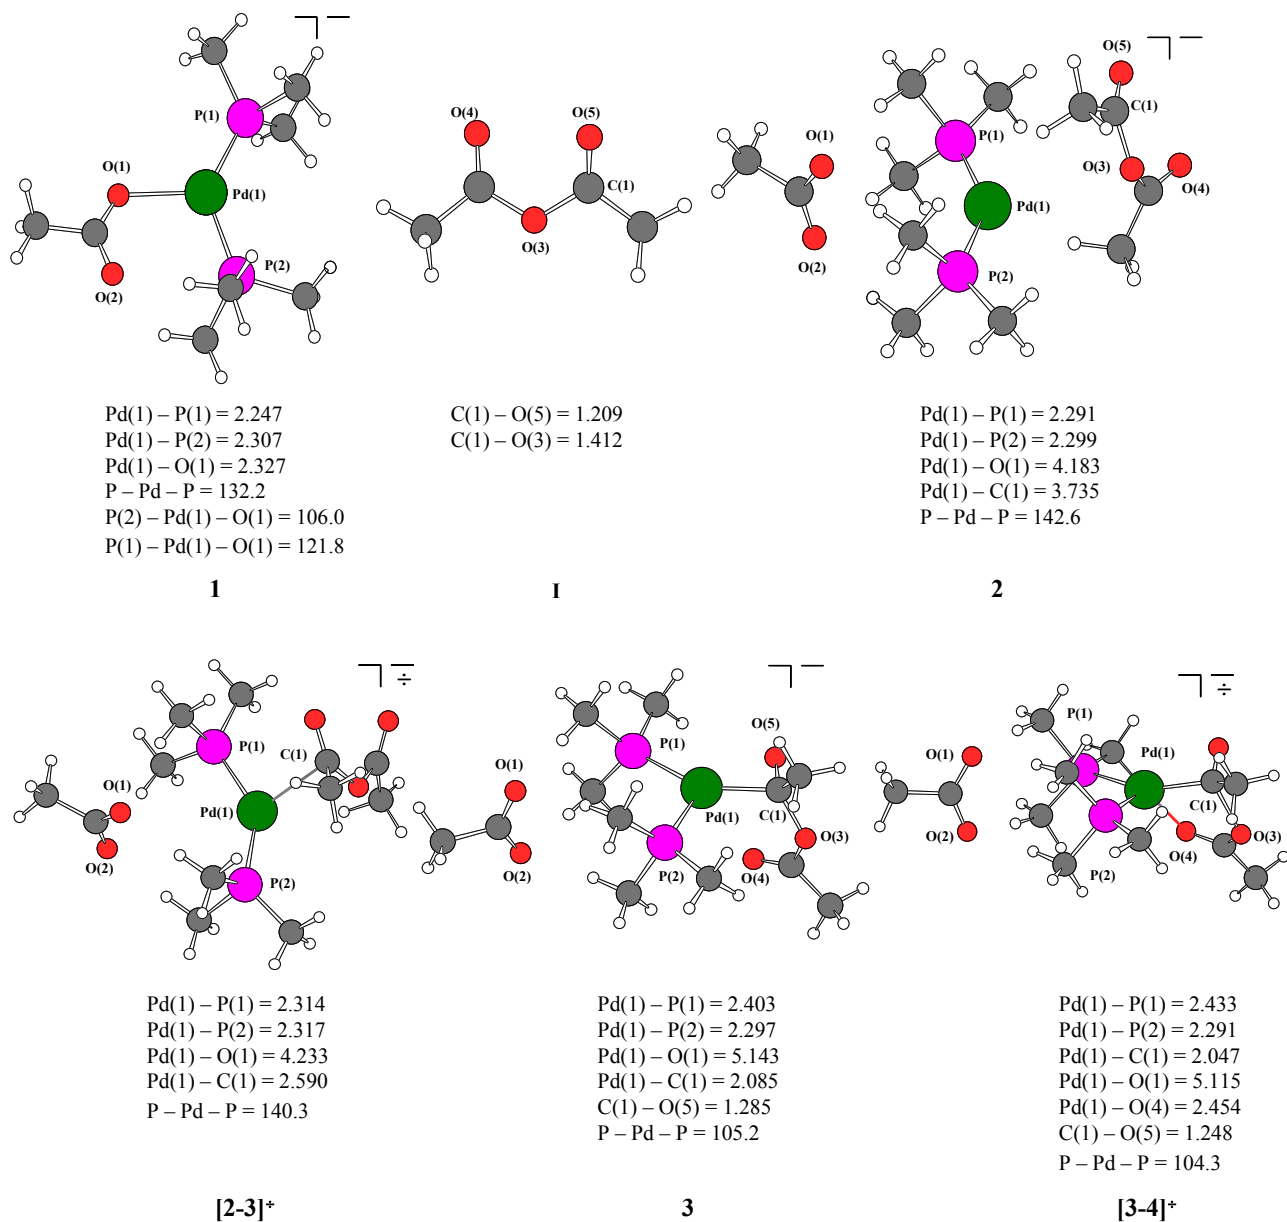 P(1)
O(1)
Pd(1)
P(2)
O(2)
Pd(1) – P(1) = 2.247
Pd(1) – P(2) = 2.307
Pd(1) – O(1) = 2.327
P – Pd – P = 132.2
P(2) – Pd(1) – O(1) = 106.0
P(1) – Pd(1) – O(1) = 121.8
1
O(4)
O(5)
C(1)
O(3)
C(1) – O(5) = 1.209
C(1) – O(3) = 1.412
I
O(5)
C(1)
O(1)
P(1)
O(3)
O(4)
Pd(1)
O(2)
P(2)
Pd(1) – P(1) = 2.291
Pd(1) – P(2) = 2.299
Pd(1) – O(1) = 4.183
Pd(1) – C(1) = 3.735
P – Pd – P = 142.6
2
÷
P(1)
C(1)
O(1)
Pd(1)
O(2)
P(2)
Pd(1) – P(1) = 2.314
Pd(1) – P(2) = 2.317
Pd(1) – O(1) = 4.233
Pd(1) – C(1) = 2.590
P – Pd – P = 140.3
[2-3]÷
O(5)
P(1)
O(1)
Pd(1)
C(1)
O(3)
O(2)
P(2)
O(4)
Pd(1) – P(1) = 2.403
Pd(1) – P(2) = 2.297
Pd(1) – O(1) = 5.143
Pd(1) – C(1) = 2.085
C(1) – O(5) = 1.285
P – Pd – P = 105.2
3
÷
P(1)
Pd(1)
O(1)
C(1)
O(2)
O(3)
O(4)
P(2)
Pd(1) – P(1) = 2.433
Pd(1) – P(2) = 2.291
Pd(1) – C(1) = 2.047
Pd(1) – O(1) = 5.115
Pd(1) – O(4) = 2.454
C(1) – O(5) = 1.248
P – Pd – P = 104.3
[3-4]÷